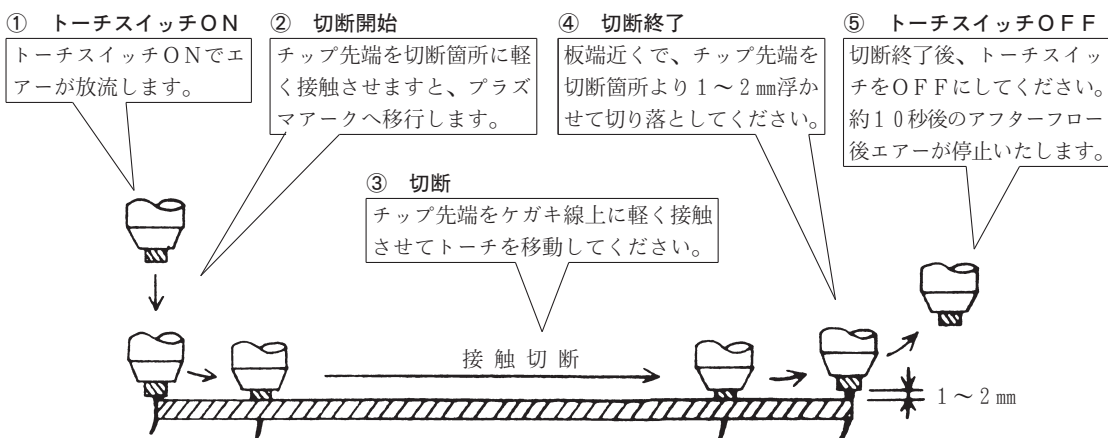 ① トーチスイッチＯＮ
トーチスイッチＯＮでエ
アーが放流します。
② 切断開始
チップ先端を切断箇所に軽
く接触させますと、プラズ
マアークへ移行します。
③ 切断
チップ先端をケガキ線上に軽く接触
させてトーチを移動してください。
④ 切断終了
板端近くで、チップ先端を
切断箇所より１～２㎜浮か
せて切り落としてください。
⑤ トーチスイッチＯＦＦ
切断終了後、トーチスイッ
チをＯＦＦにしてください。
約１０秒後のアフターフロー
後エアーが停止いたします。
接触切断
１～２㎜